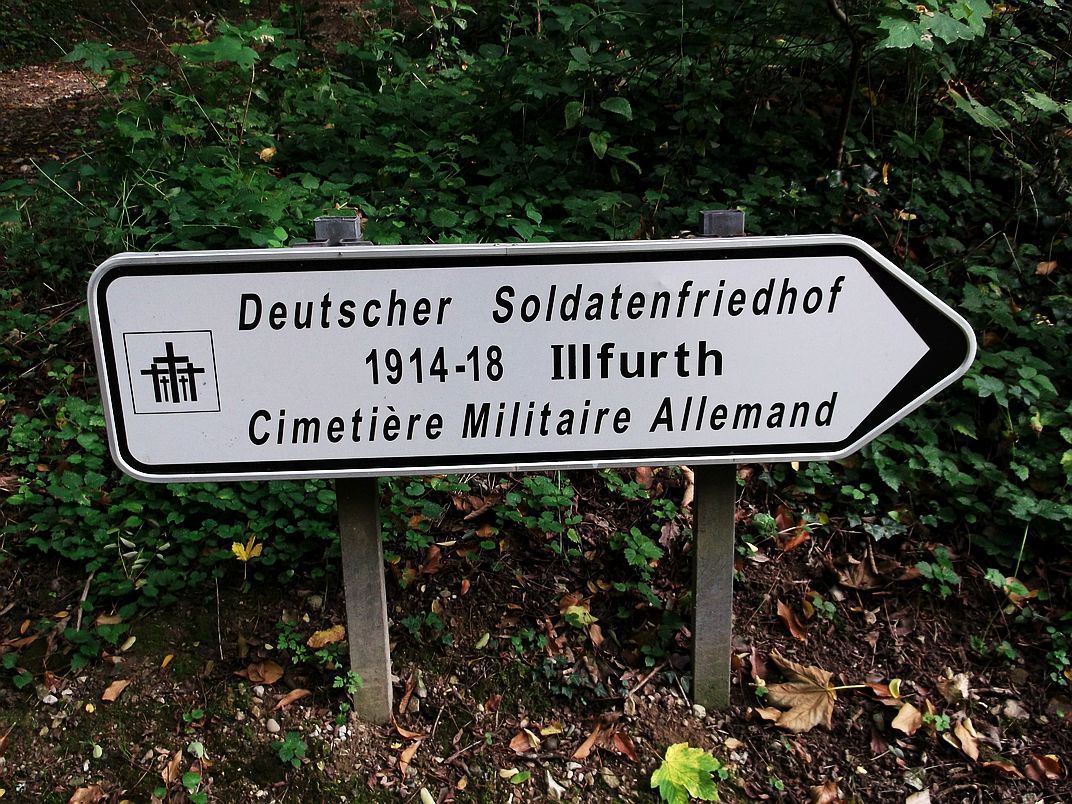 Deutscher Soldatenfriedhof
1914-18 Illfurth
Cimetière Militaire Allemand